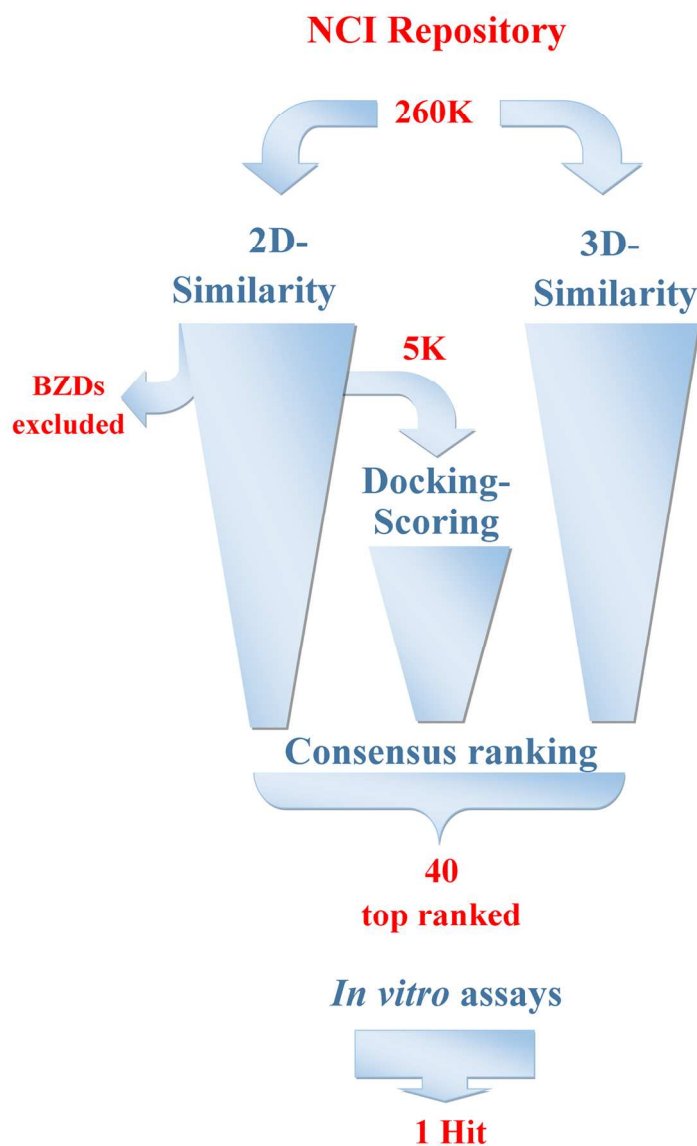 NCI Repository
260K
2D-
Similarity
3D-
Similarity
BZDs
excluded
5K
Docking-
Scoring
Consensus ranking
40
top ranked
In vitro assays
1 Hit